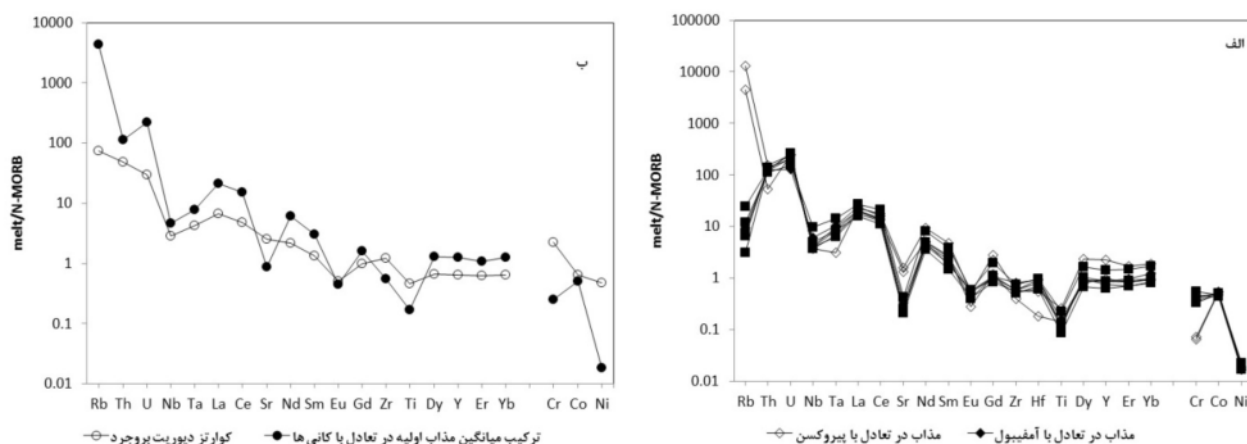 10000
1000
100
10
1
0.1
0.01
melt/N-MORB
ب
Rb Th U Nb Ta La Ce Sr Nd Sm Eu Gd Zr Ti Dy Y Er Yb Cr Co Ni
کوارتز دیوریت بروجرد
ترکیب میانگین مذاب اولیه در تعادل با کانی ها
100000
10000
1000
100
10
1
0.1
0.01
melt/N-MORB
الف
Rb Th U Nb Ta La Ce Sr Nd Sm Eu Gd Zr Hf Ti Dy Y Er Yb Cr Co Ni
مذاب در تعادل با پیروکسن
مذاب در تعادل با آمفیبول